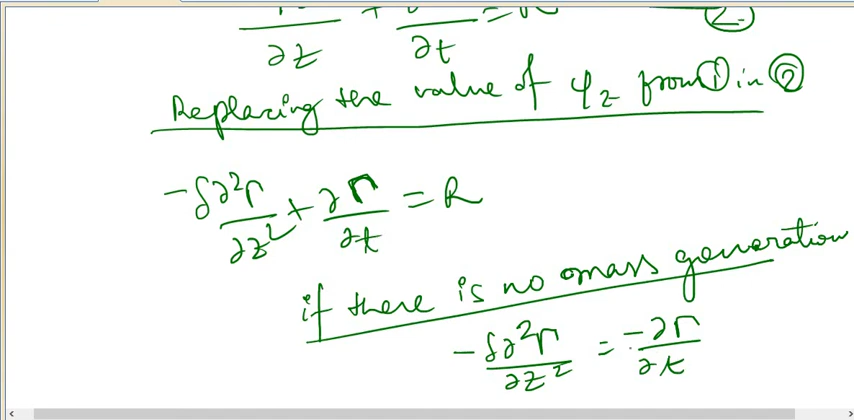 ∂z ∂t = R ②
Replacing the value of φz from ① in ②
-δ∂²Γ/∂z² + ∂Γ/∂t = R
if there is no mass generation
-δ∂²Γ/∂z² = -∂Γ/∂t